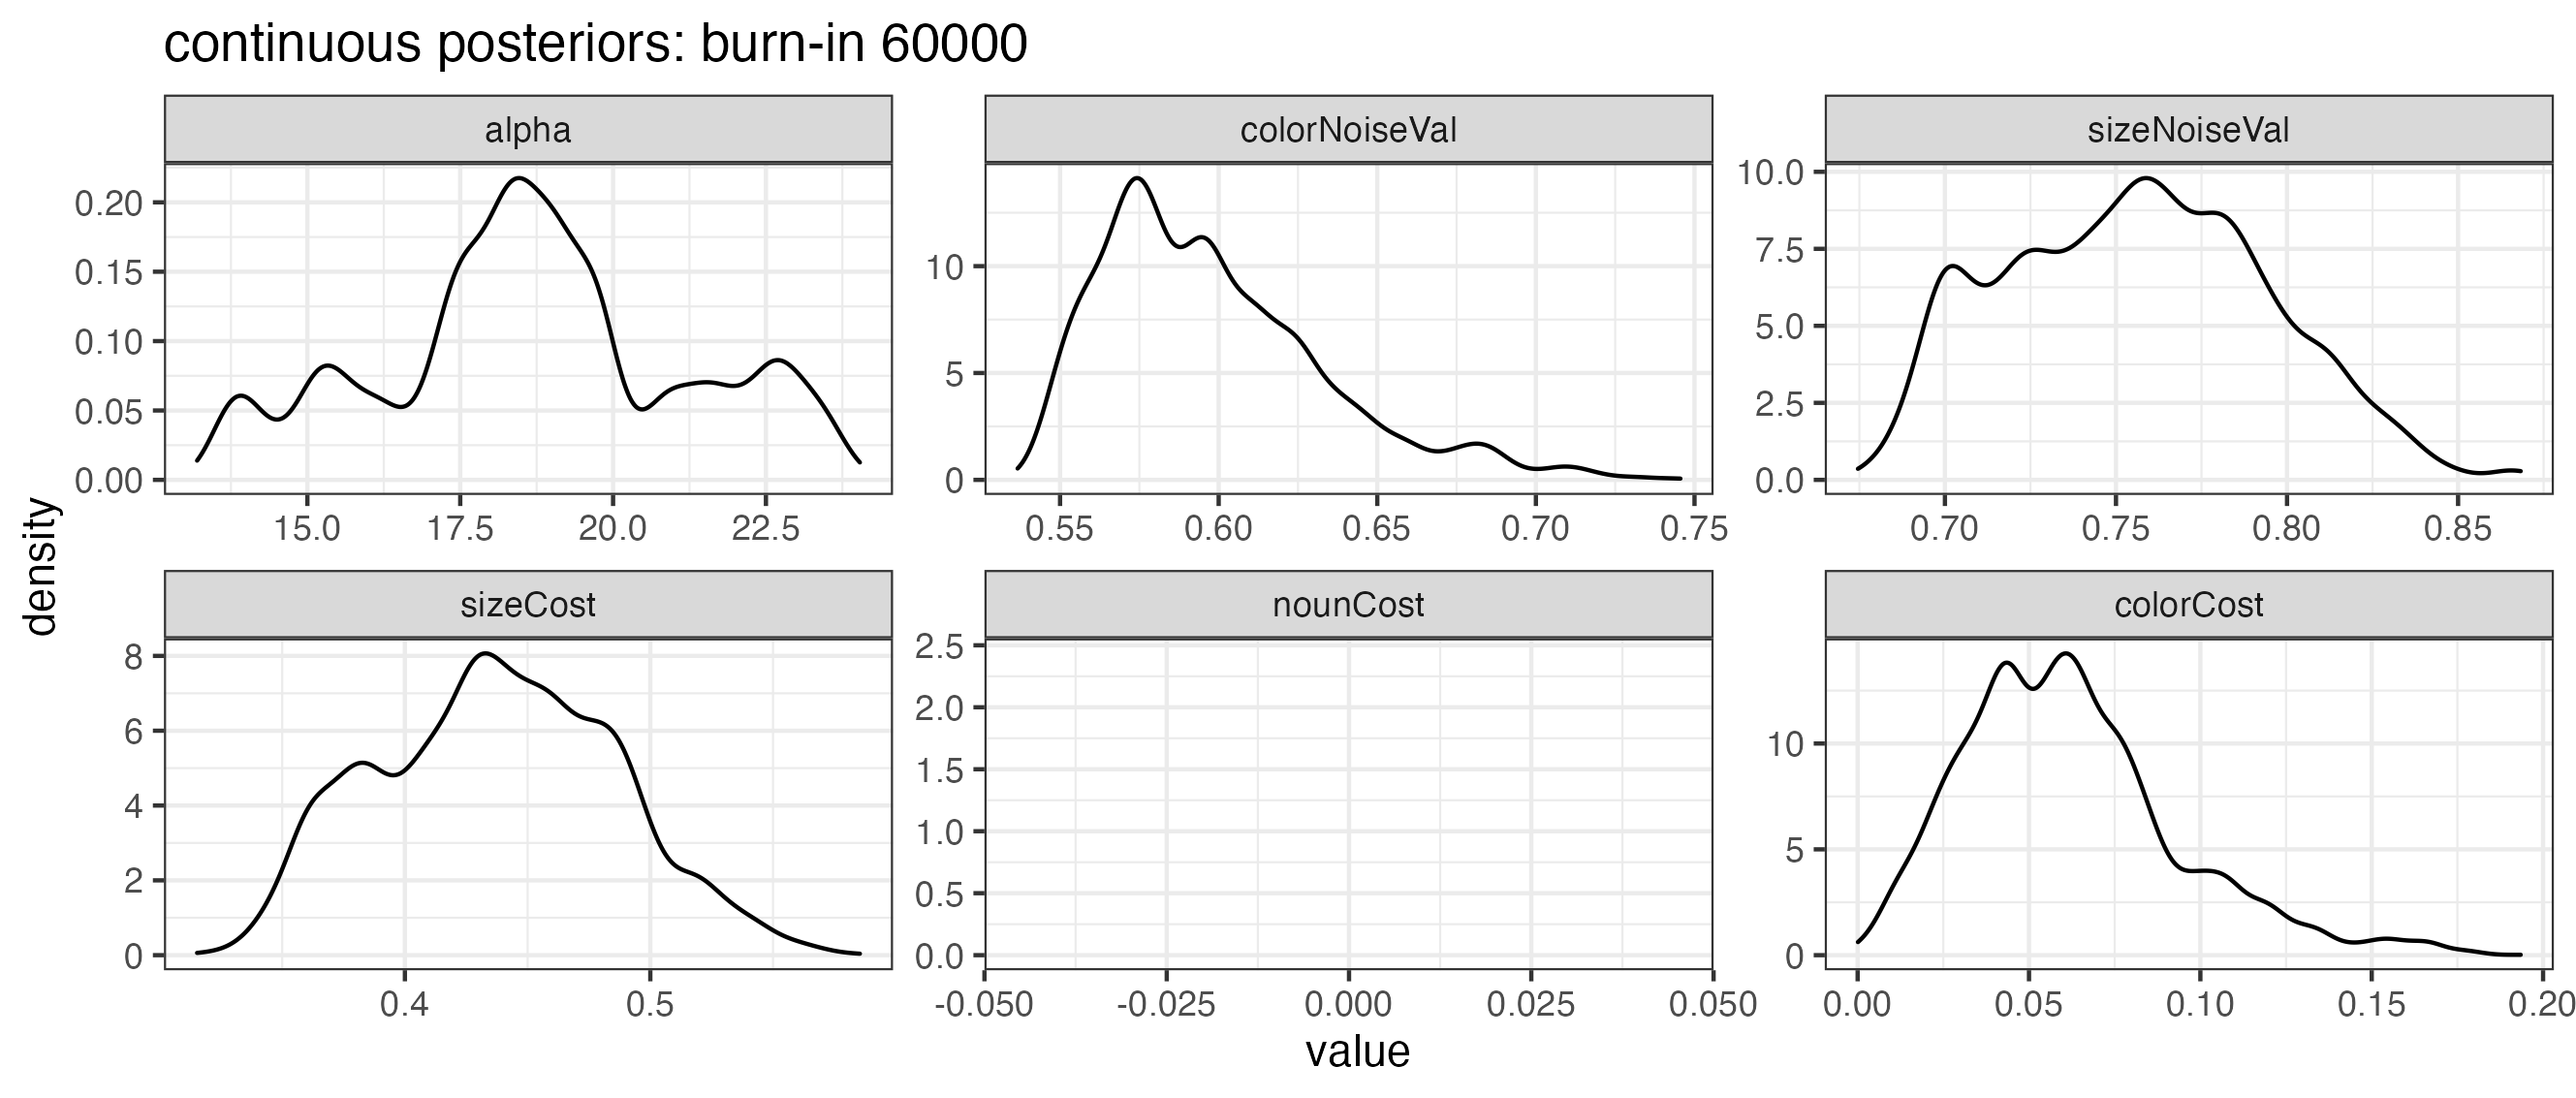 continuous posteriors: burn-in 60000
alpha
colorNoiseVal
sizeNoiseVal
0.20
0.15
0.10
0.05
0.00
15.0 17.5 20.0 22.5
10
5
0
0.55 0.60 0.65 0.70 0.75
10.0
7.5
5.0
2.5
0.0
0.70 0.75 0.80 0.85
density
sizeCost
nounCost
colorCost
8
6
4
2
0
0.4 0.5
2.5
2.0
1.5
1.0
0.5
0.0
-0.050 -0.025 0.000 0.025 0.050
10
5
0
0.00 0.05 0.10 0.15 0.20
value